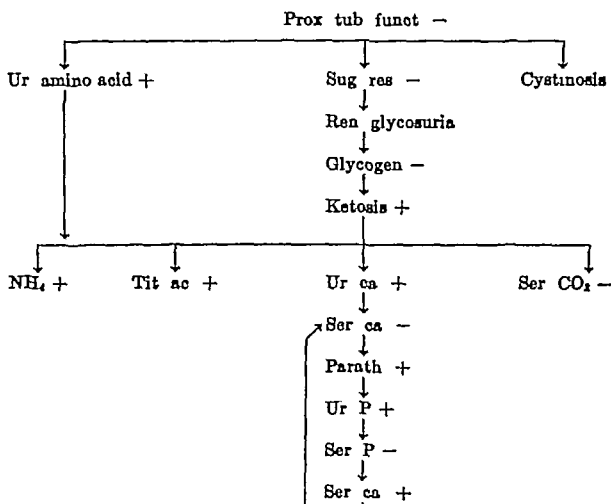 Prox tub funct −
Ur amino acid + Sug res − Cystinosis
Ren glycosuria
Glycogen −
Ketosis +
NH₄ + Tit ac + Ur ca + Ser CO₂ −
Ser ca −
Parath +
Ur P +
Ser P −
Ser ca +